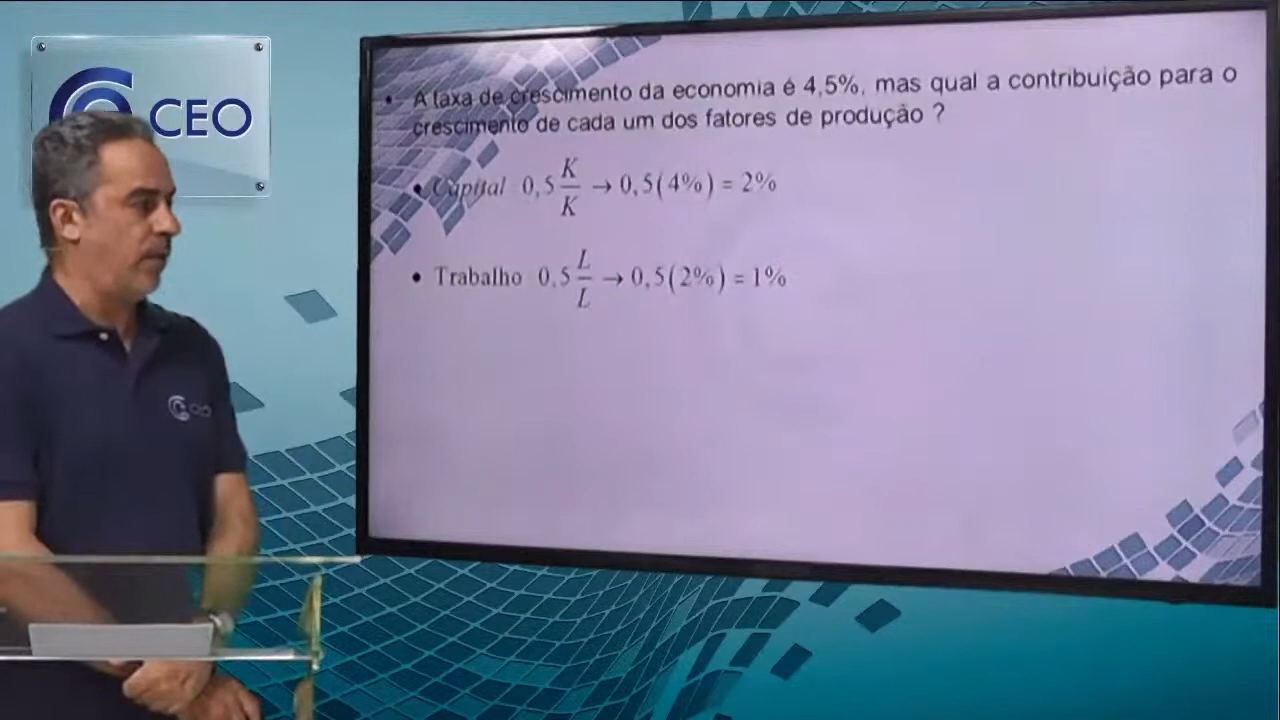 CEO
A taxa de crescimento da economia é 4,5%, mas qual a contribuição para o
crescimento de cada um dos fatores de produção ?
• Capital 0,5 K/K → 0,5(4%) = 2%
• Trabalho 0,5 L/L → 0,5(2%) = 1%
CEO